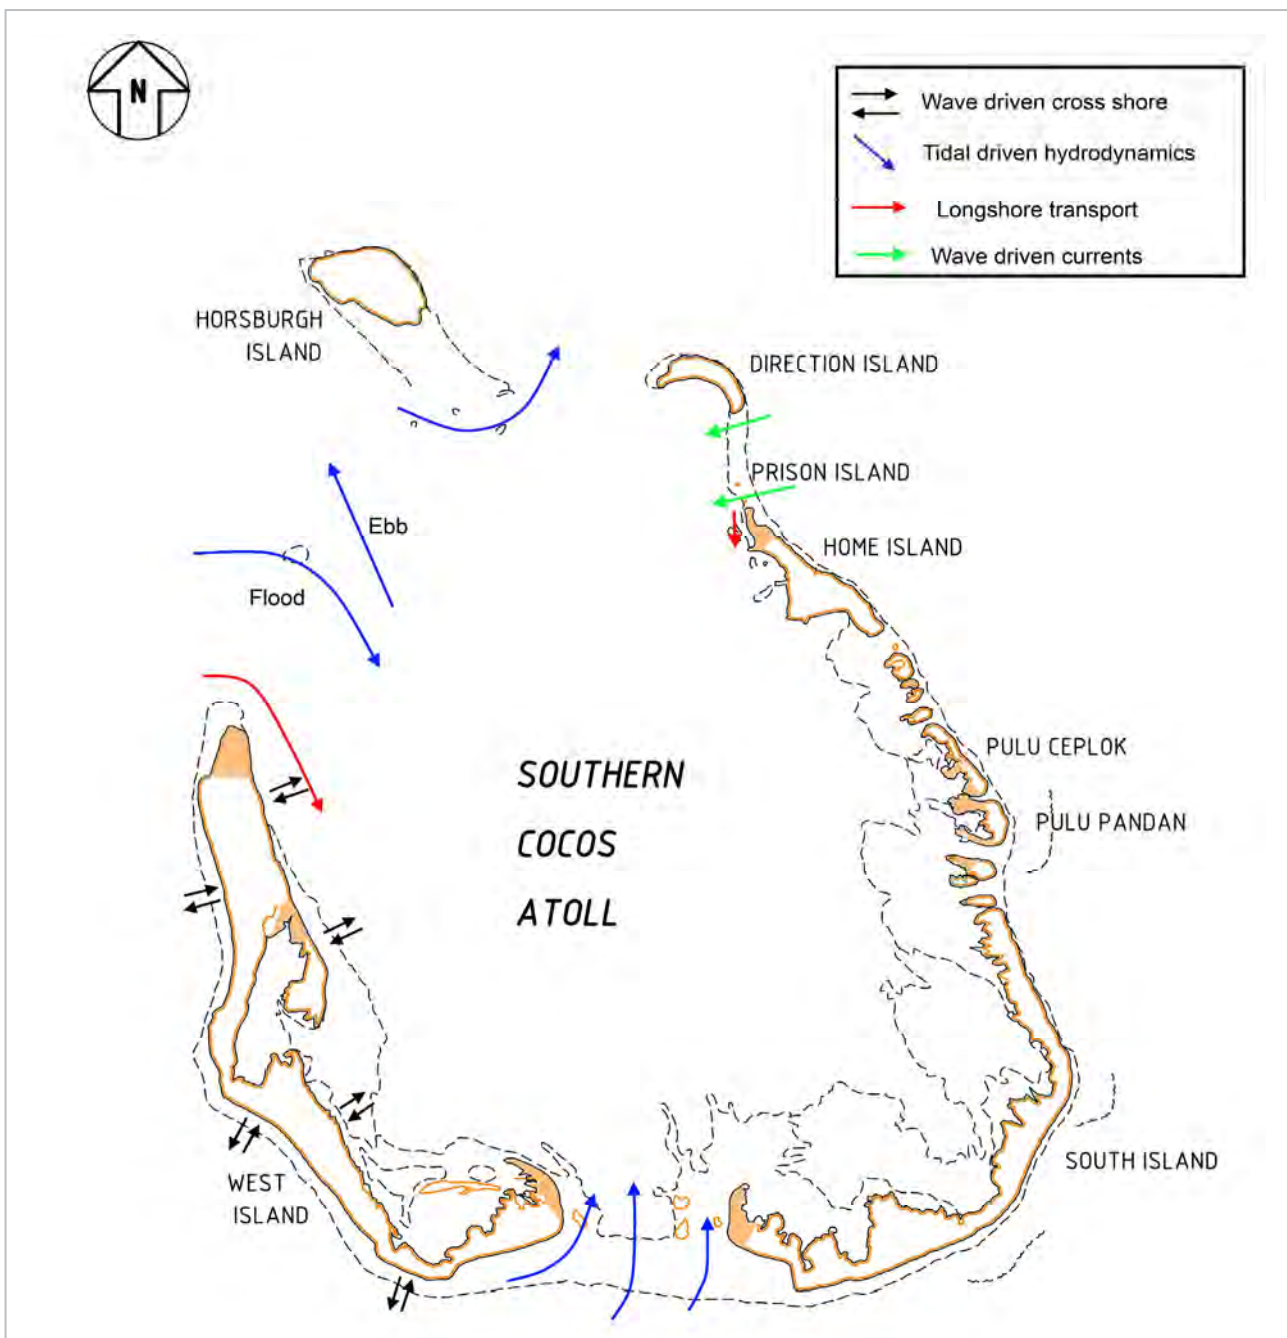 N
Wave driven cross shore
Tidal driven hydrodynamics
Longshore transport
Wave driven currents
HORSBURGH
ISLAND
DIRECTION ISLAND
PRISON ISLAND
HOME ISLAND
Ebb
Flood
PULU CEPLOK
PULU PANDAN
SOUTHERN
COCOS
ATOLL
SOUTH ISLAND
WEST
ISLAND